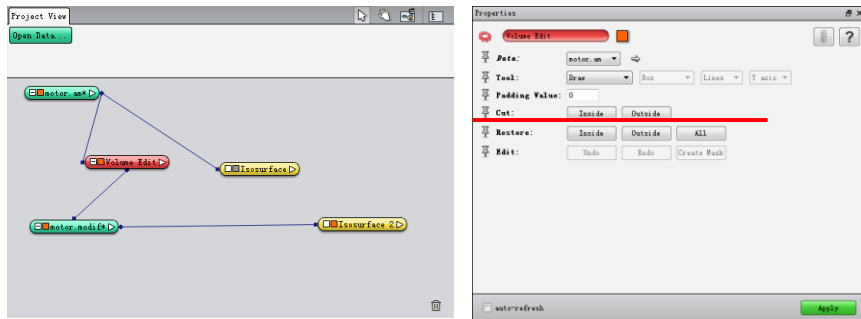 Project View
Open Data...
motor.am*
Volume Edit
Isosurface
motor.modif*
Isosurface 2
Properties
Volume Edit
?
Data: motor.am
Tool: Draw Box Lines Y axis
Padding Value: 0
Cut: Inside Outside
Restore: Inside Outside All
Edit: Undo Redo Create Mask
auto-refresh Apply